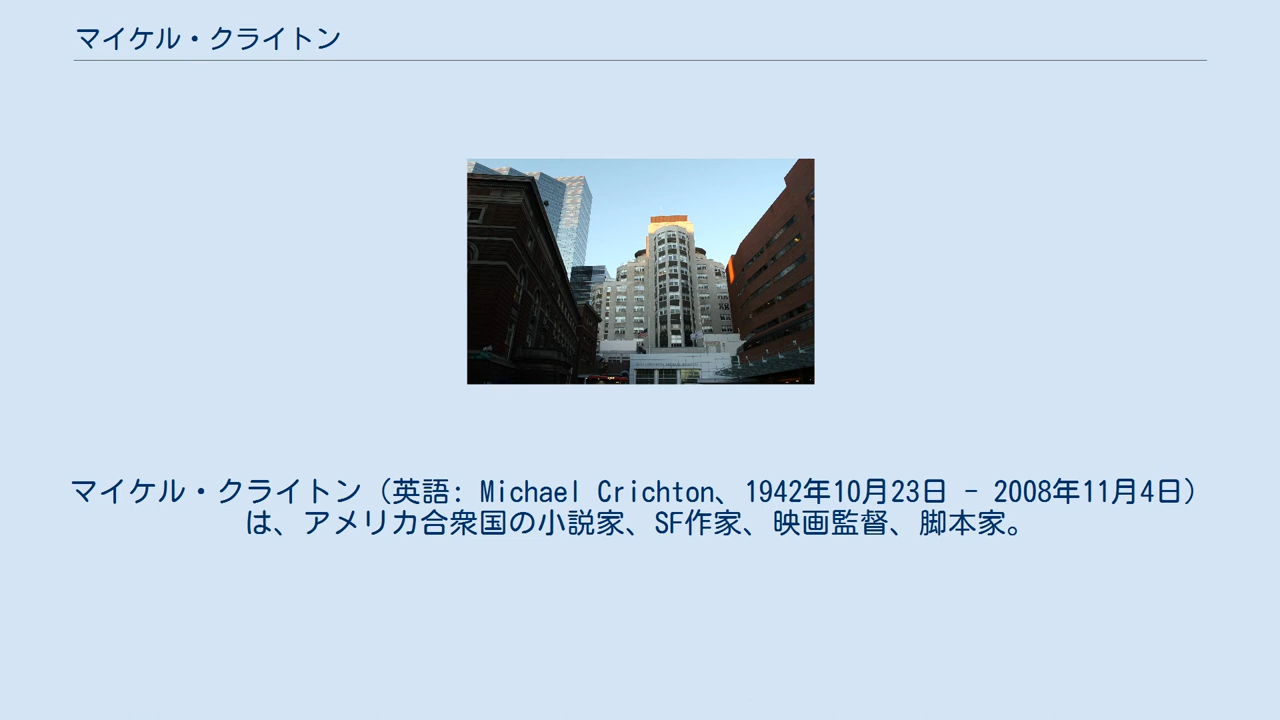 マイケル・クライトン
マイケル・クライトン（英語: Michael Crichton、1942年10月23日 - 2008年11月4日）
は、アメリカ合衆国の小説家、SF作家、映画監督、脚本家。